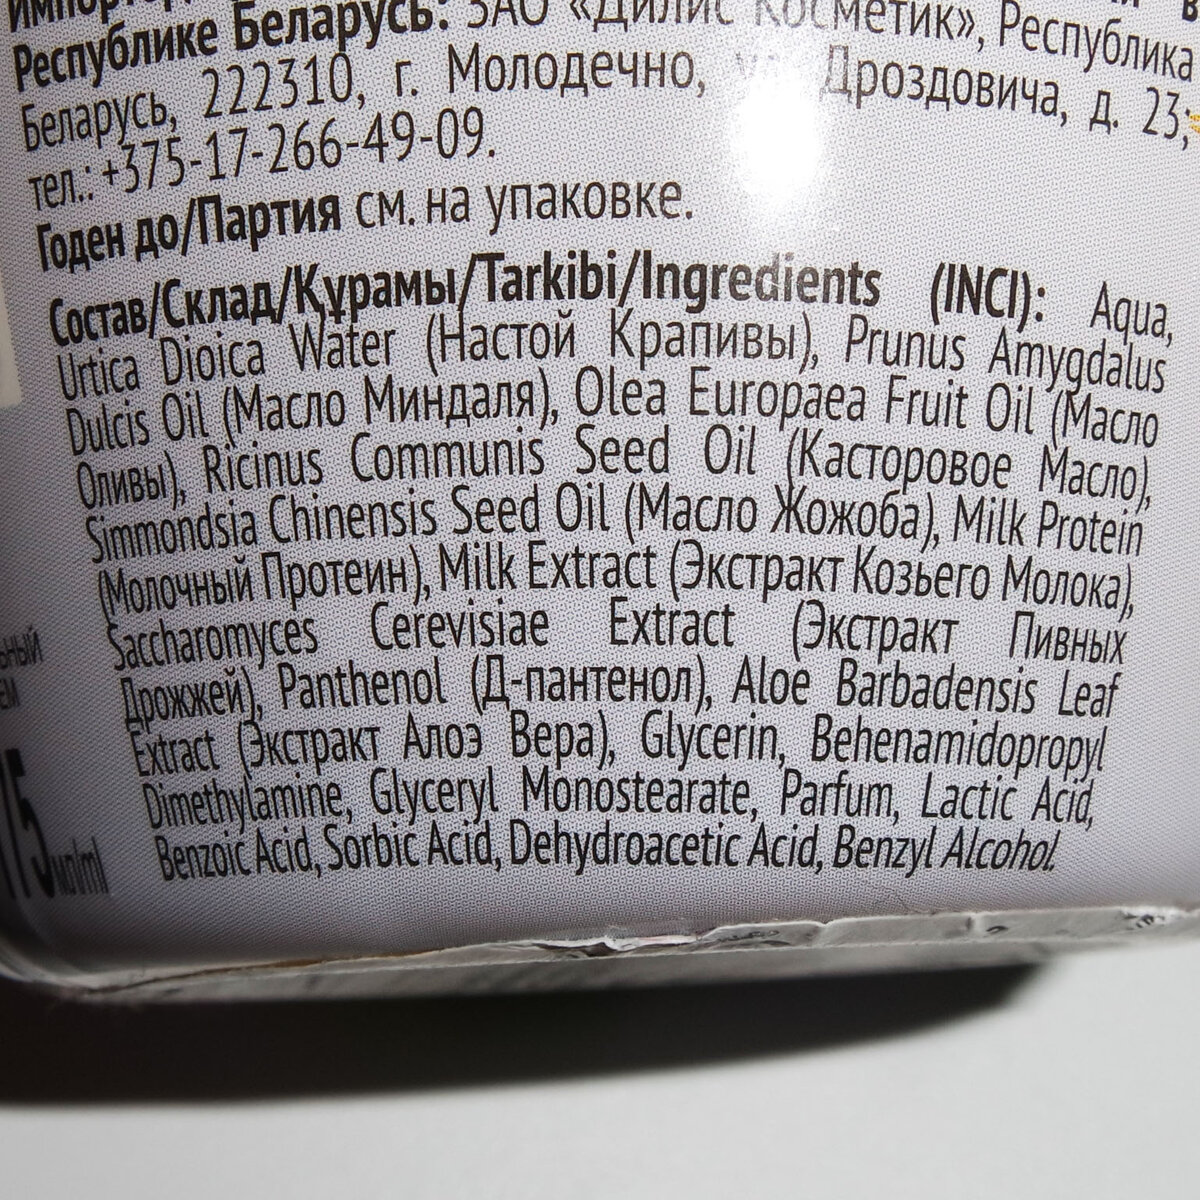 Республике Беларусь: ЗАО «Дилис Косметик», Республика
Беларусь, 222310, г. Молодечно, ул. Дроздовича, д. 23;
тел.: +375-17-266-49-09.
Годен до/Партия см. на упаковке.
Состав/Склад/Құрамы/Tarkibi/Ingredients (INCI): Aqua,
Urtica Dioica Water (Настой Крапивы), Prunus Amygdalus
Dulcis Oil (Масло Миндаля), Olea Europaea Fruit Oil (Масло
Оливы), Ricinus Communis Seed Oil (Касторовое Масло),
Simmondsia Chinensis Seed Oil (Масло Жожоба), Milk Protein
(Молочный Протеин), Milk Extract (Экстракт Козьего Молока),
Saccharomyces Cerevisiae Extract (Экстракт Пивных
Дрожжей), Panthenol (Д-пантенол), Aloe Barbadensis Leaf
Extract (Экстракт Алоэ Вера), Glycerin, Behenamidopropyl
Dimethylamine, Glyceryl Monostearate, Parfum, Lactic Acid,
Benzoic Acid, Sorbic Acid, Dehydroacetic Acid, Benzyl Alcohol.
75 мл/ml